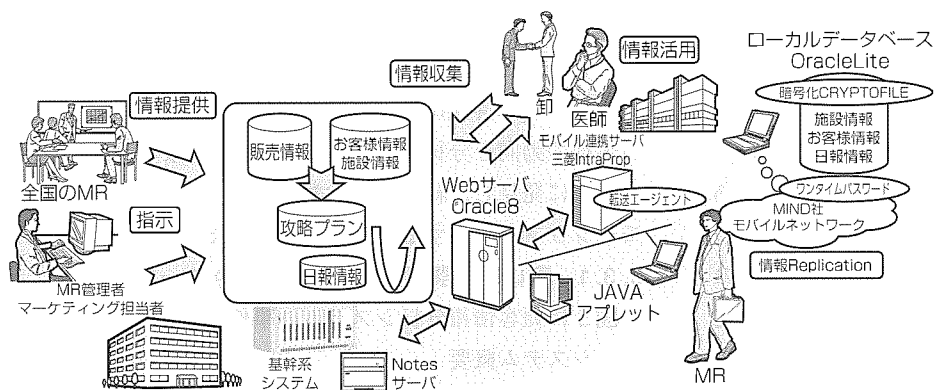 情報提供
全国のMR
指示
MR管理者
マーケティング担当者
販売情報
お客様情報
施設情報
攻略プラン
日報情報
基幹系
システム
Notes
サーバ
情報収集
卸
医師
情報活用
モバイル連携サーバ
三菱IntraProp
Webサーバ
Oracle8
転送エージェント
JAVA
アプレット
ローカルデータベース
OracleLite
暗号化CRYPTOFILE
施設情報
お客様情報
日報情報
ワンタイムパスワード
MIND社
モバイルネットワーク
情報Replication
MR